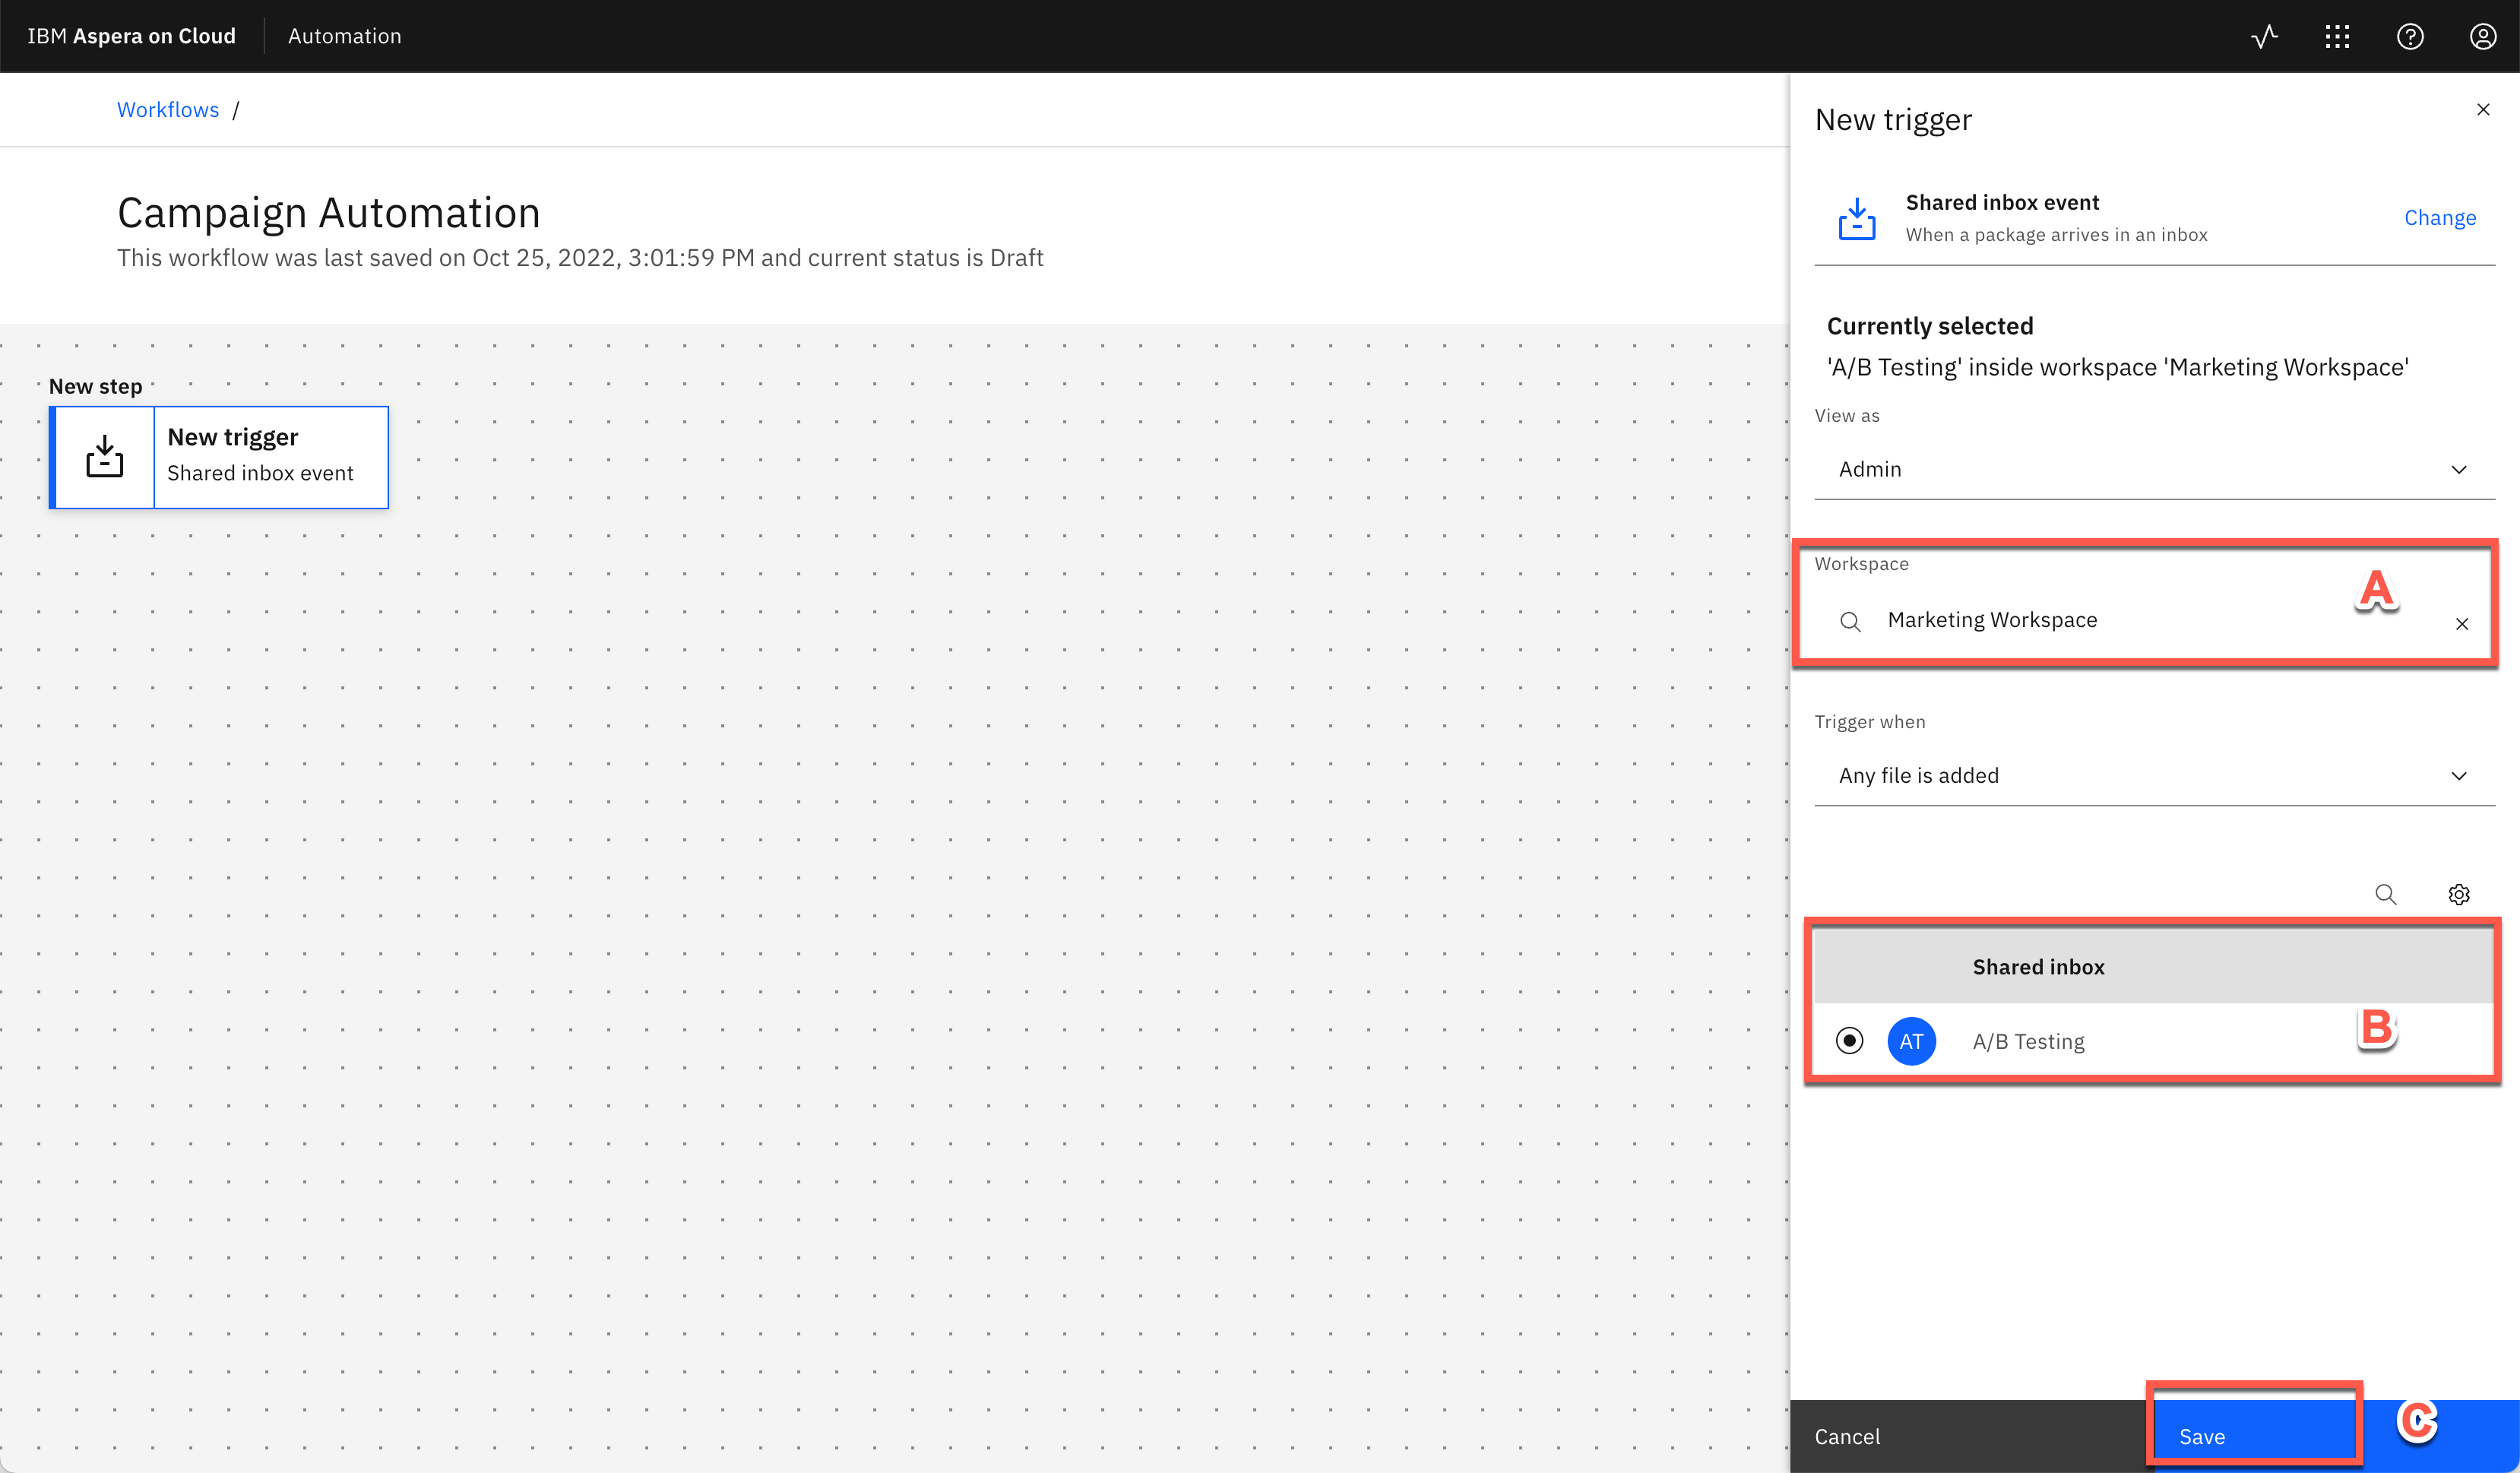 IBM Aspera on Cloud
Automation
Workflows /
Campaign Automation
This workflow was last saved on Oct 25, 2022, 3:01:59 PM and current status is Draft
New step
New trigger
Shared inbox event
New trigger
Shared inbox event
When a package arrives in an inbox
Change
Currently selected
'A/B Testing' inside workspace 'Marketing Workspace'
View as
Admin
Workspace
A
Marketing Workspace
Trigger when
Any file is added
Shared inbox
B
AT A/B Testing
Cancel
Save
C